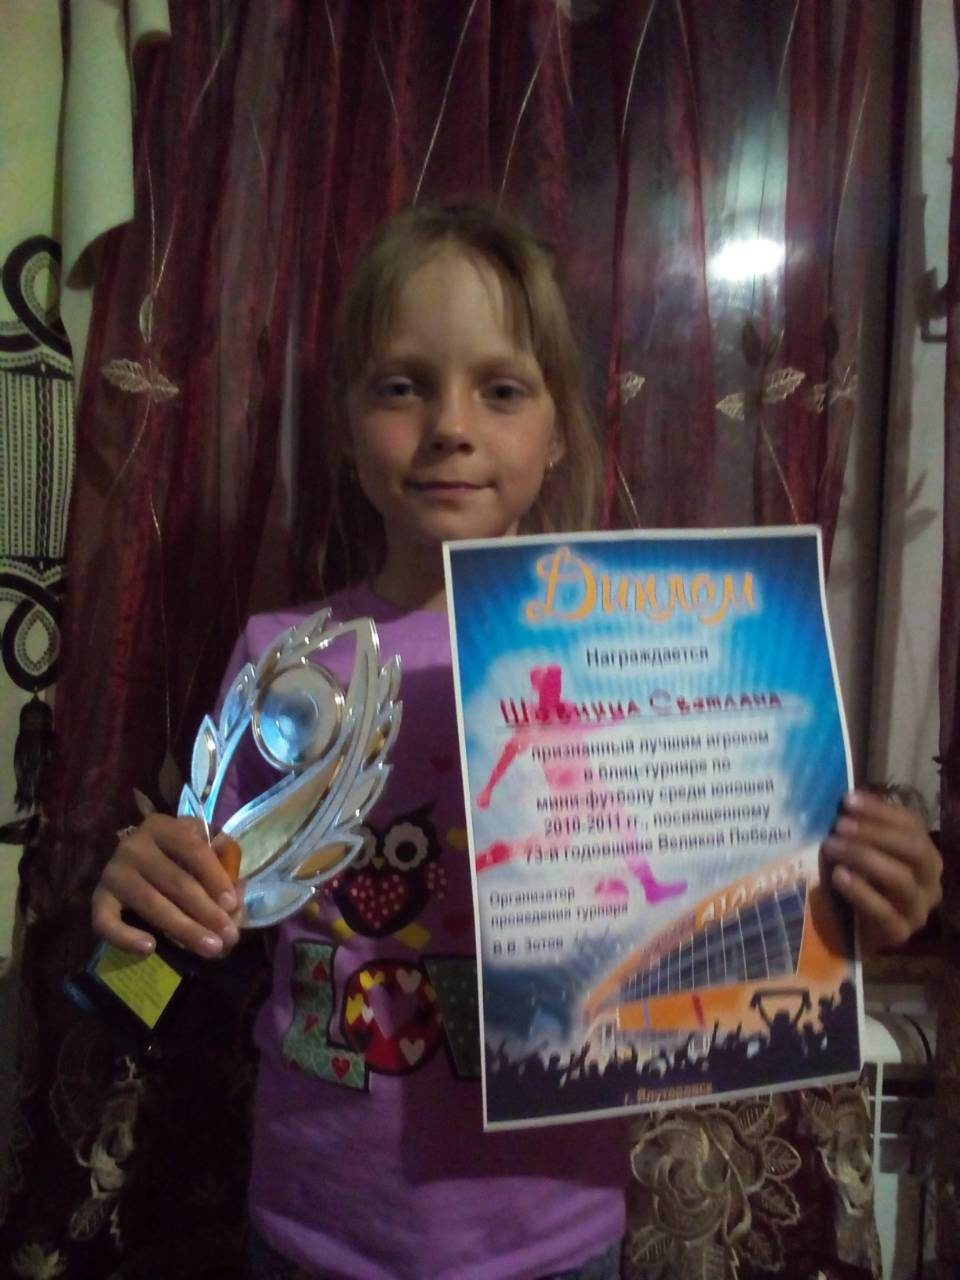 Диплом
Награждается
Светлана
признанный лучшим игроком
в блиц-турнире по
мини-футболу среди юношей
2010-2011 гг., посвященному
73-й годовщине Великой Победы
Организатор
проведения турнира
В.В. Зотов
г. Ялуторовск
LOV